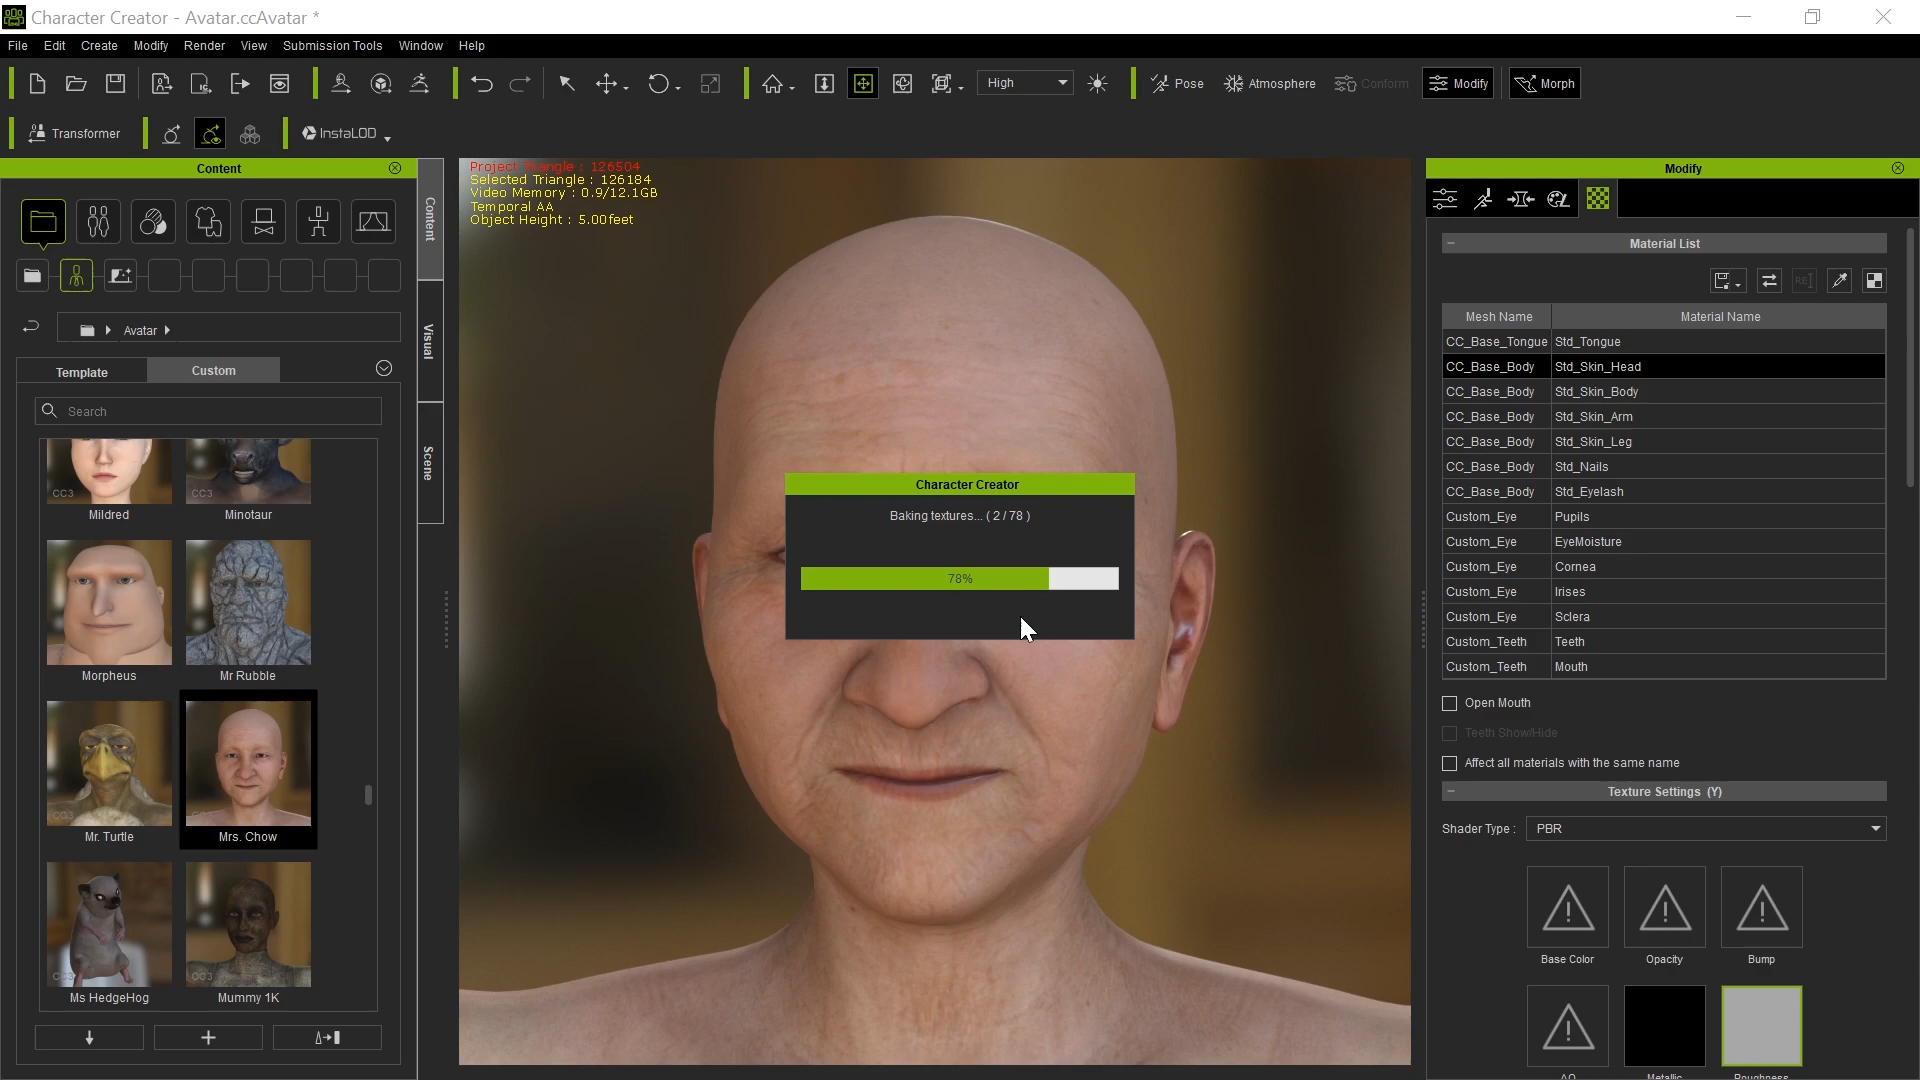 Character Creator - Avatar.ccAvatar *
File Edit Create Modify Render View Submission Tools Window Help
High Pose Atmosphere Conform Modify Morph
Transformer InstaLOD
Content
Avatar
Template Custom
Search
CC3 CC3
Mildred Minotaur
Morpheus Mr Rubble
Mr. Turtle Mrs. Chow
CC3
Ms HedgeHog Mummy 1K
Content
Visual
Scene
Project Triangle : 126504
Selected Triangle : 126184
Video Memory : 0.9/12.1GB
Temporal AA
Object Height : 5.00feet
Character Creator
Baking textures... ( 2 / 78 )
78%
Modify
Material List
Mesh Name Material Name
CC_Base_Tongue Std_Tongue
CC_Base_Body Std_Skin_Head
CC_Base_Body Std_Skin_Body
CC_Base_Body Std_Skin_Arm
CC_Base_Body Std_Skin_Leg
CC_Base_Body Std_Nails
CC_Base_Body Std_Eyelash
Custom_Eye Pupils
Custom_Eye EyeMoisture
Custom_Eye Cornea
Custom_Eye Irises
Custom_Eye Sclera
Custom_Teeth Teeth
Custom_Teeth Mouth
Open Mouth
Teeth Show/Hide
Affect all materials with the same name
Texture Settings (Y)
Shader Type : PBR
Base Color Opacity Bump
AO Metallic Roughness